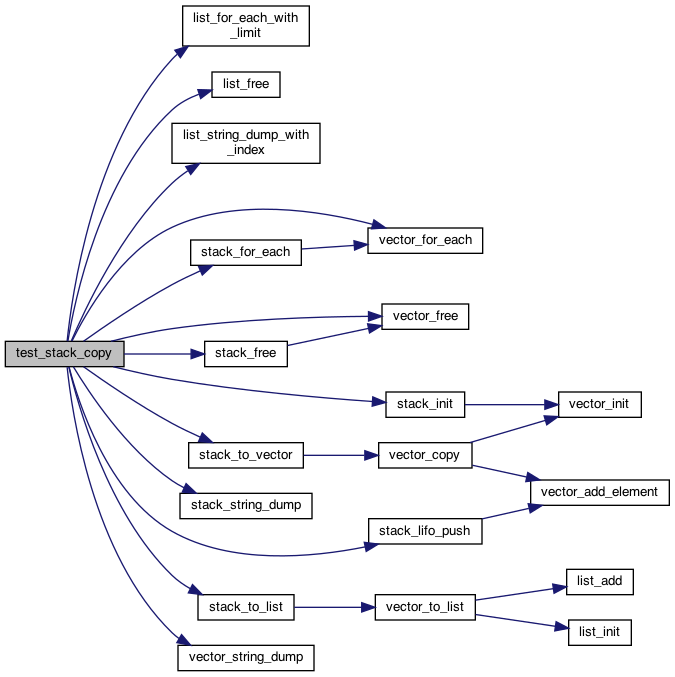 list_for_each_with
_limit
list_free
list_string_dump_with
_index
vector_for_each
stack_for_each
vector_free
test_stack_copy
stack_free
stack_init
vector_init
stack_to_vector
vector_copy
vector_add_element
stack_string_dump
stack_lifo_push
list_add
stack_to_list
vector_to_list
list_init
vector_string_dump